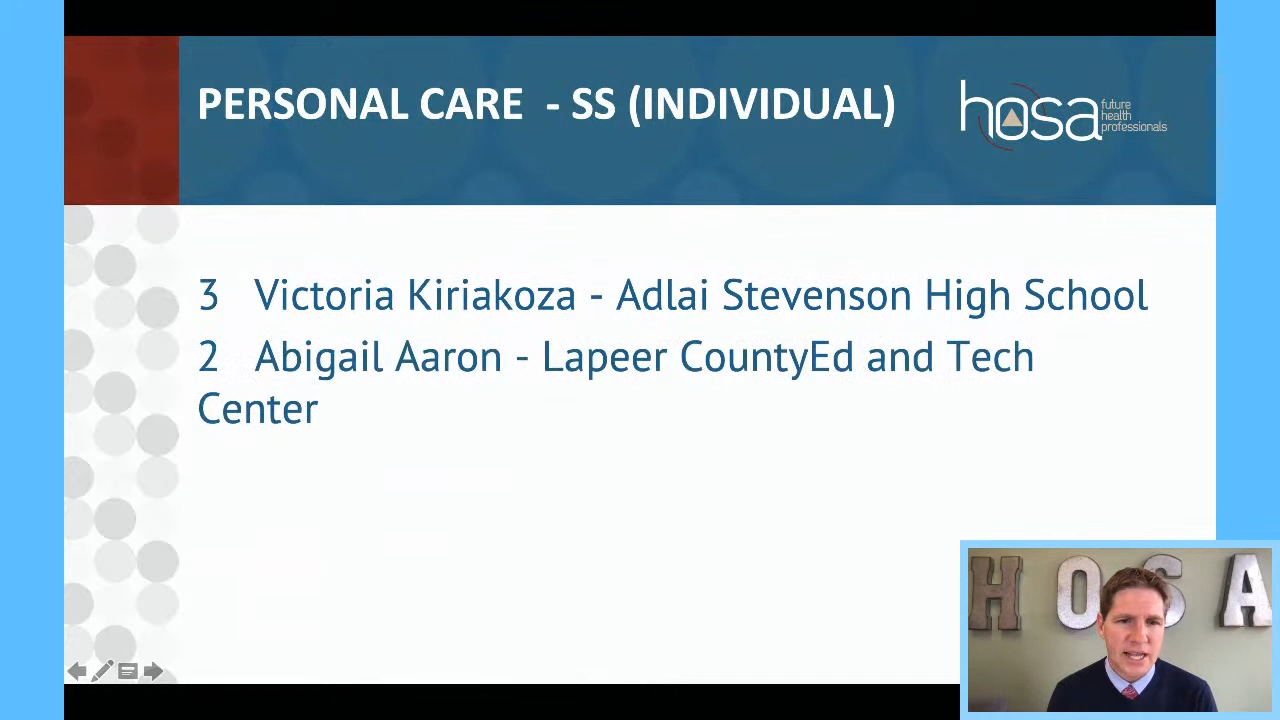 PERSONAL CARE - SS (INDIVIDUAL)
hosa
future
health
professionals
3 Victoria Kiriakoza - Adlai Stevenson High School
2 Abigail Aaron - Lapeer CountyEd and Tech
Center
HOSA